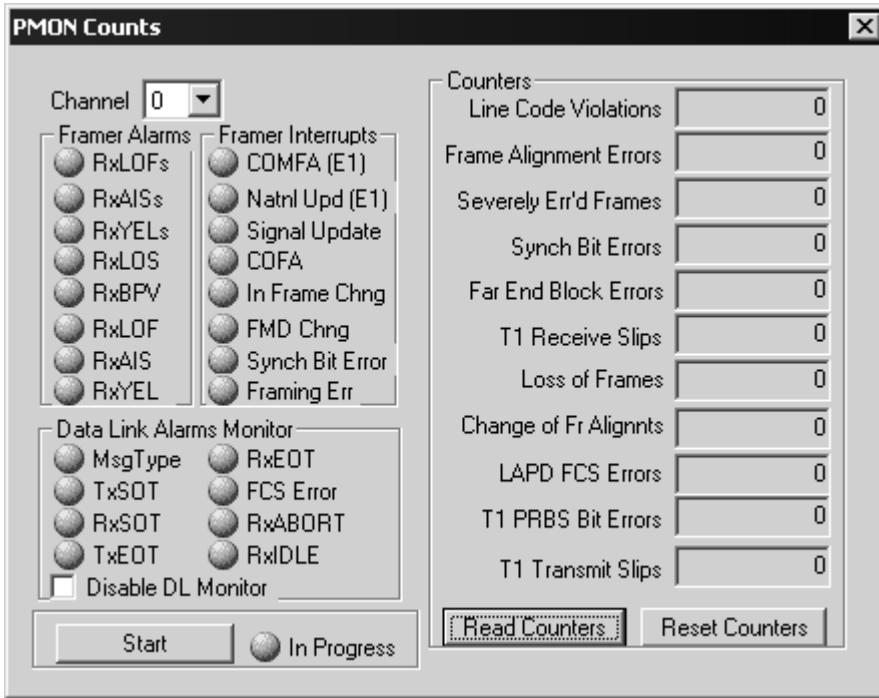 PMON Counts
Channel 0
Framer Alarms
RxLOFs
RxAISs
RxYELs
RxLOS
RxBPV
RxLOF
RxAIS
RxYEL
Framer Interrupts
COMFA (E1)
Natnl Upd (E1)
Signal Update
COFA
In Frame Chng
FMD Chng
Synch Bit Error
Framing Err
Data Link Alarms Monitor
MsgType
TxSOT
RxSOT
TxEOT
RxEOT
FCS Error
RxABORT
RxIDLE
Disable DL Monitor
Start
In Progress
Counters
Line Code Violations 0
Frame Alignment Errors 0
Severely Err'd Frames 0
Synch Bit Errors 0
Far End Block Errors 0
T1 Receive Slips 0
Loss of Frames 0
Change of Fr Alignnts 0
LAPD FCS Errors 0
T1 PRBS Bit Errors 0
T1 Transmit Slips 0
Read Counters
Reset Counters